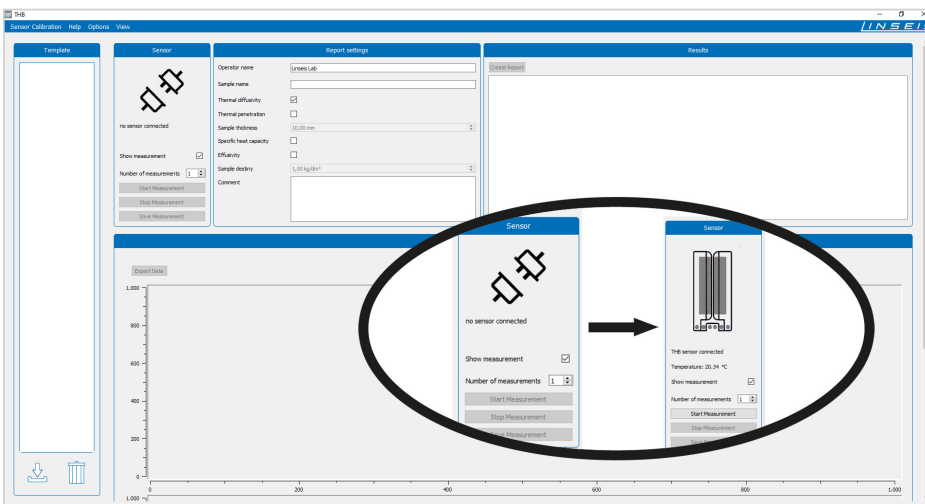 THB
Sensor Calibration Help Options View
LINSEIS
Template
Sensor
Report settings
Results
no sensor connected
Show measurement
Number of measurements 1
Start Measurement
Stop Measurement
Save Measurement
Operator name Linseis Lab
Sample name
Thermal diffusivity
Thermal penetration
Sample thickness 10,00 mm
Specific heat capacity
Effusivity
Sample destiny 1,00 kg/dm³
Comment
Create Report
Export Data
1.000
800
600
400
200
0
0 200 400 600 800 1.000
1.000
Sensor
no sensor connected
Show measurement
Number of measurements 1
Start Measurement
Stop Measurement
Save Measurement
Sensor
THB sensor connected
Temperature: 20.34 °C
Show measurement
Number of measurements 1
Start Measurement
Stop Measurement